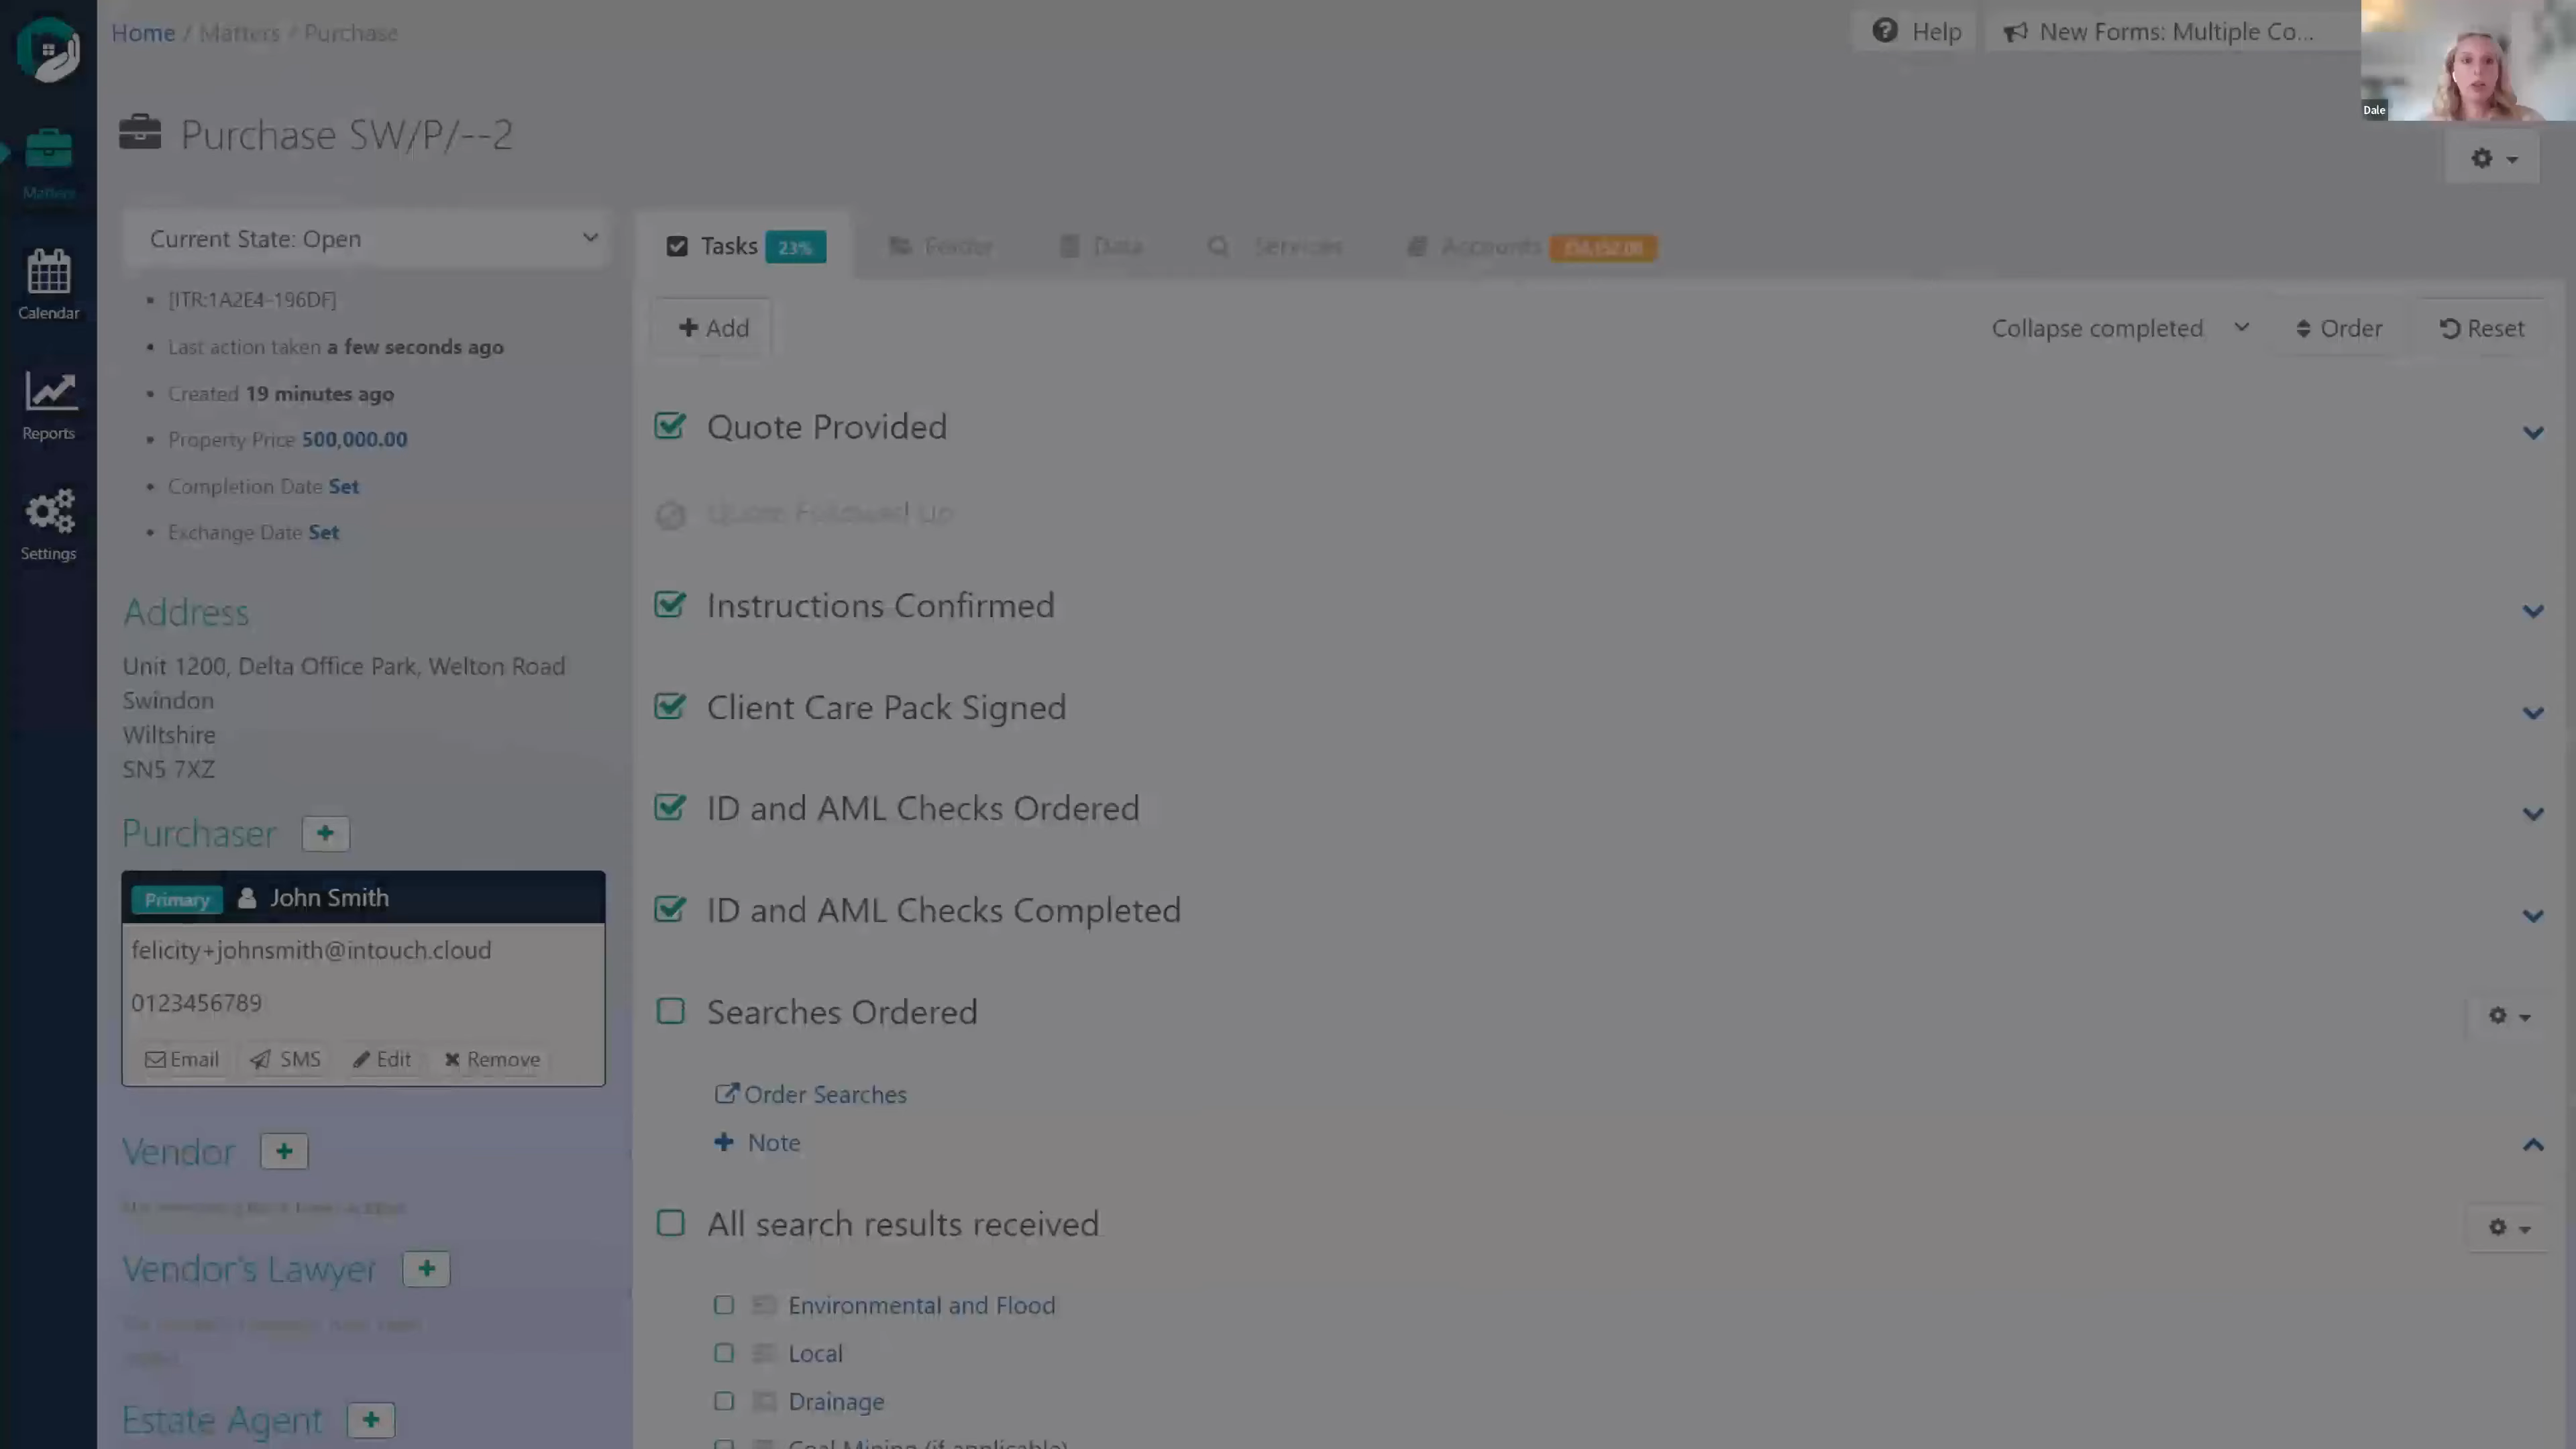 Home / Matters / Purchase
Help
New Forms: Multiple Co...
Dale
Purchase SW/P/--2
Matters
Calendar
Reports
Settings
Current State: Open
[ITR:1A2E4-196DF]
Last action taken a few seconds ago
Created 19 minutes ago
Property Price 500,000.00
Completion Date Set
Exchange Date Set
Address
Unit 1200, Delta Office Park, Welton Road
Swindon
Wiltshire
SN5 7XZ
Purchaser
Primary John Smith
felicity+johnsmith@intouch.cloud
0123456789
Email SMS Edit Remove
Vendor
Vendor's Lawyer
Estate Agent
Tasks 23% Folder Data Services Accounts
Add
Collapse completed Order Reset
Quote Provided
Quote Followed Up
Instructions Confirmed
Client Care Pack Signed
ID and AML Checks Ordered
ID and AML Checks Completed
Searches Ordered
Order Searches
Note
All search results received
Environmental and Flood
Local
Drainage
Coal Mining (if applicable)